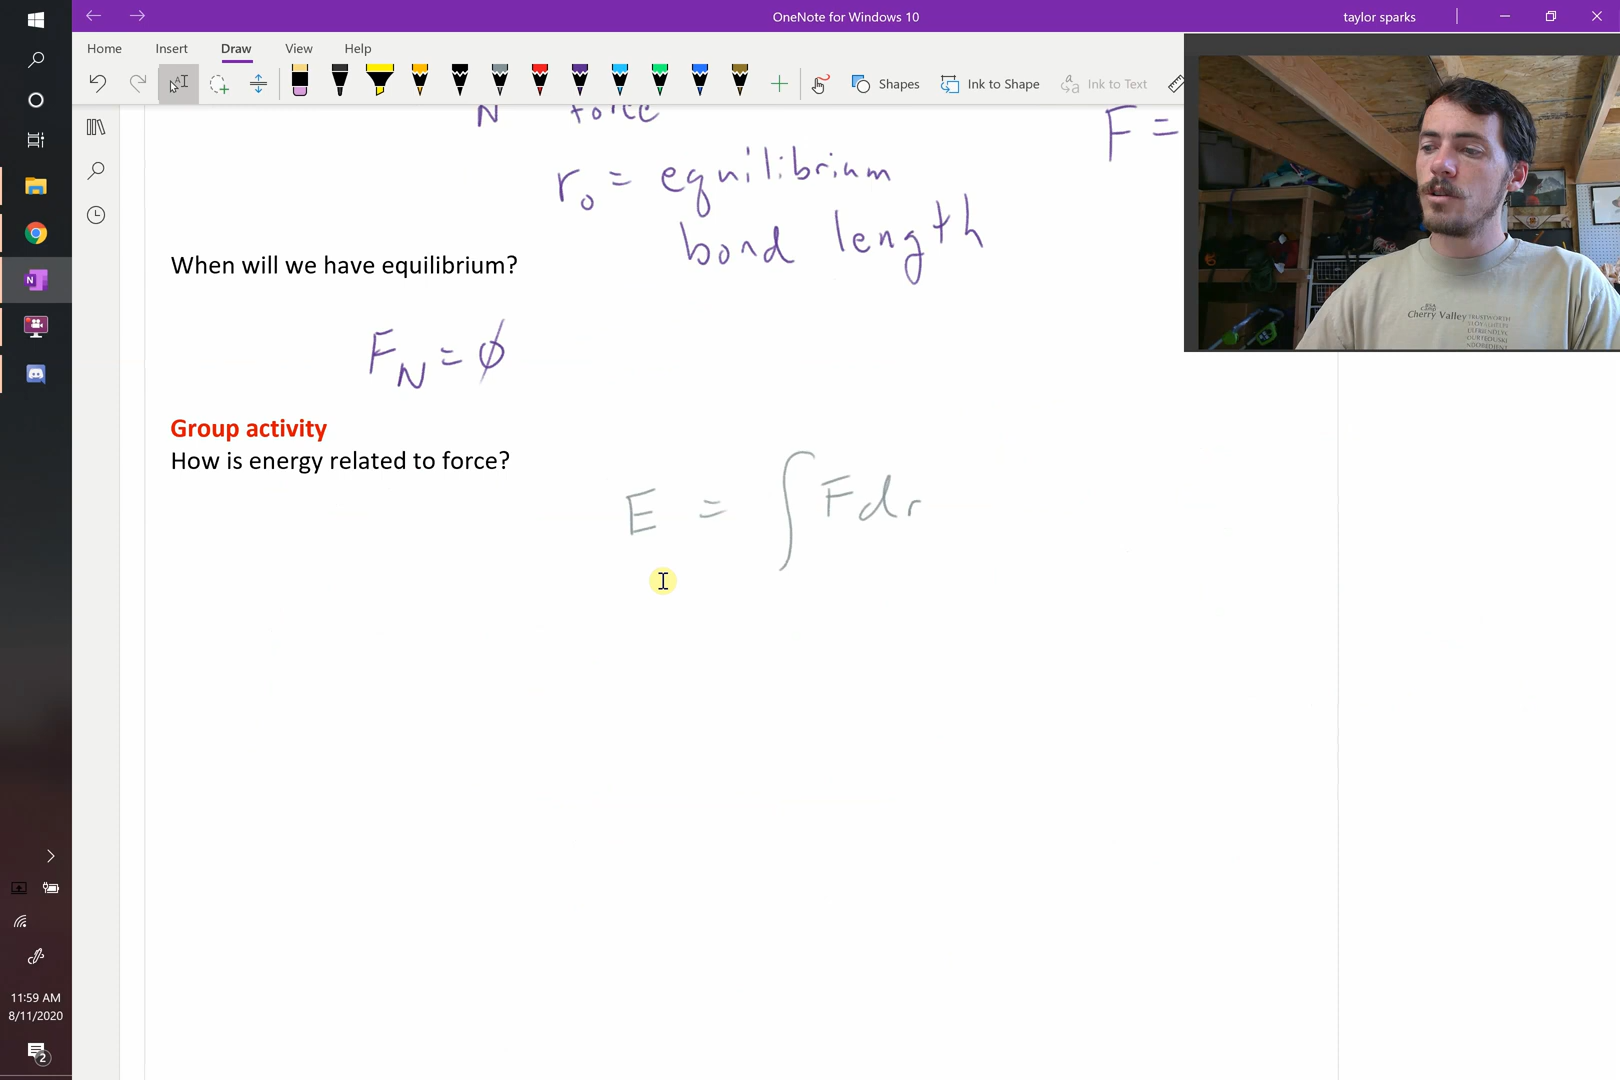 OneNote for Windows 10
taylor sparks
Home Insert Draw View Help
Shapes Ink to Shape Ink to Text
N force
F =
r₀ = equilibrium
bond length
When will we have equilibrium?
F_N = ∅
Group activity
How is energy related to force?
E = ∫ F dr
Cherry Valley
11:59 AM
8/11/2020
2